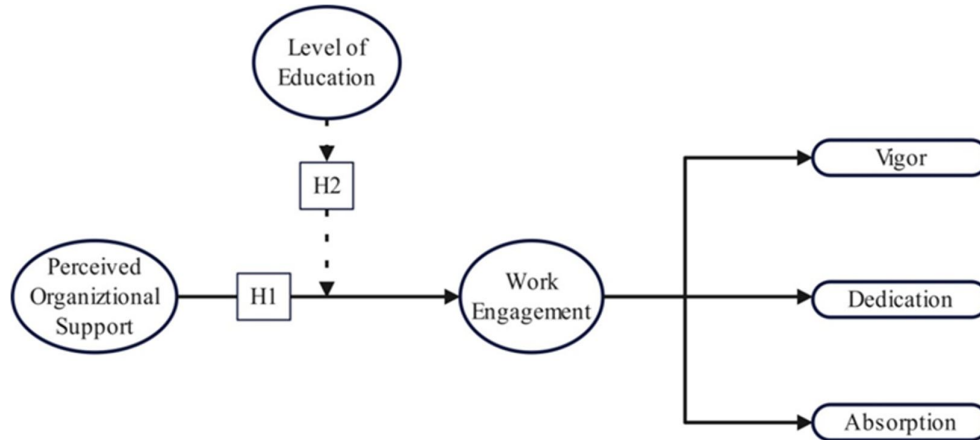 Level of
Education
H2
Vigor
Perceived
Organiztional
Support
H1
Work
Engagement
Dedication
Absorption